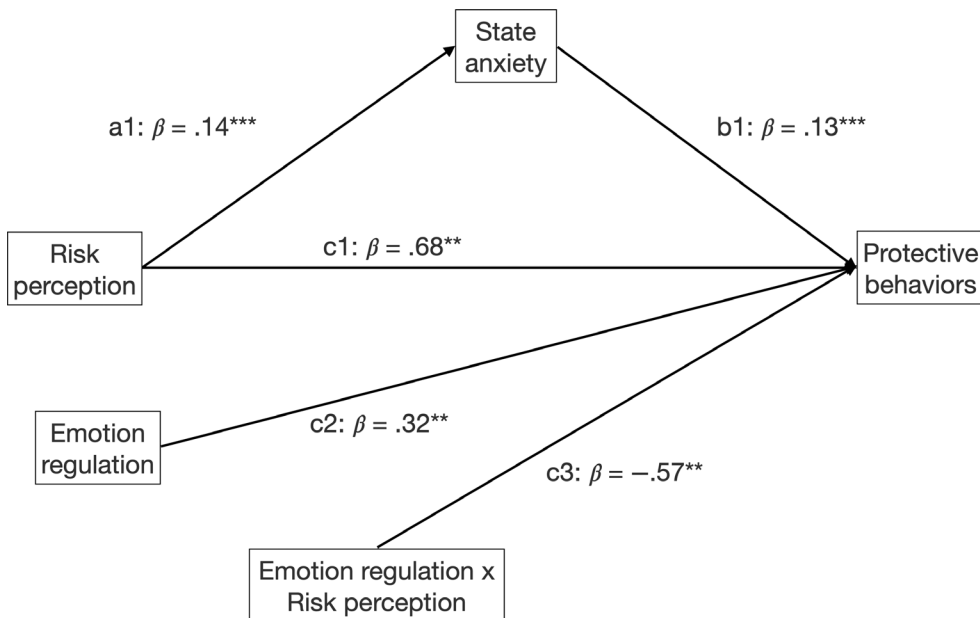 State
anxiety
a1: β = .14***
b1: β = .13***
Risk
perception
c1: β = .68**
Protective
behaviors
Emotion
regulation
c2: β = .32**
c3: β = −.57**
Emotion regulation x
Risk perception